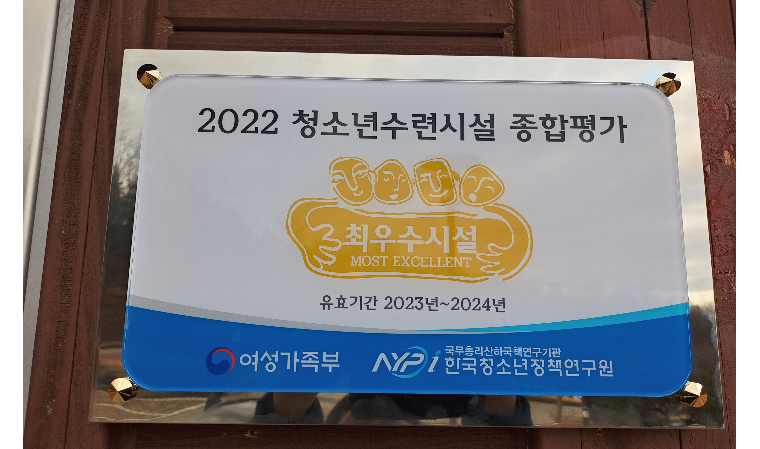 2022 청소년수련시설 종합평가
최우수시설
MOST EXCELLENT
유효기간 2023년~2024년
여성가족부
NYPi
국무총리산하국책연구기관
한국청소년정책연구원